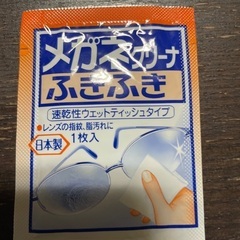 メガネクリーナ
ふきふき
速乾性ウェットティッシュタイプ
●レンズの指紋、脂汚れに
日本製
1枚入